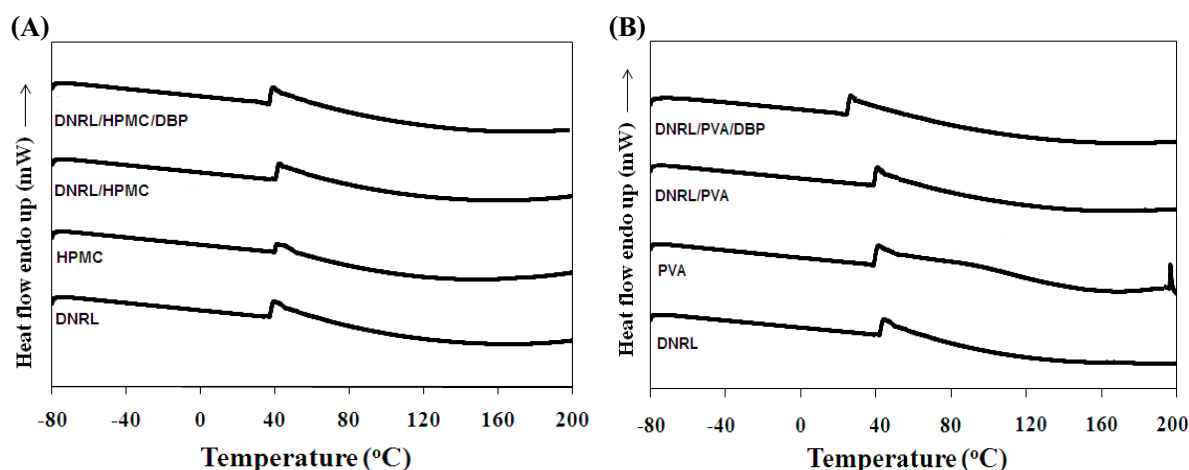 (A)
Heat flow endo up (mW)
DNRL/HPMC/DBP
DNRL/HPMC
HPMC
DNRL
-80 -40 0 40 80 120 160 200
Temperature (°C)
(B)
Heat flow endo up (mW)
DNRL/PVA/DBP
DNRL/PVA
PVA
DNRL
-80 -40 0 40 80 120 160 200
Temperature (°C)